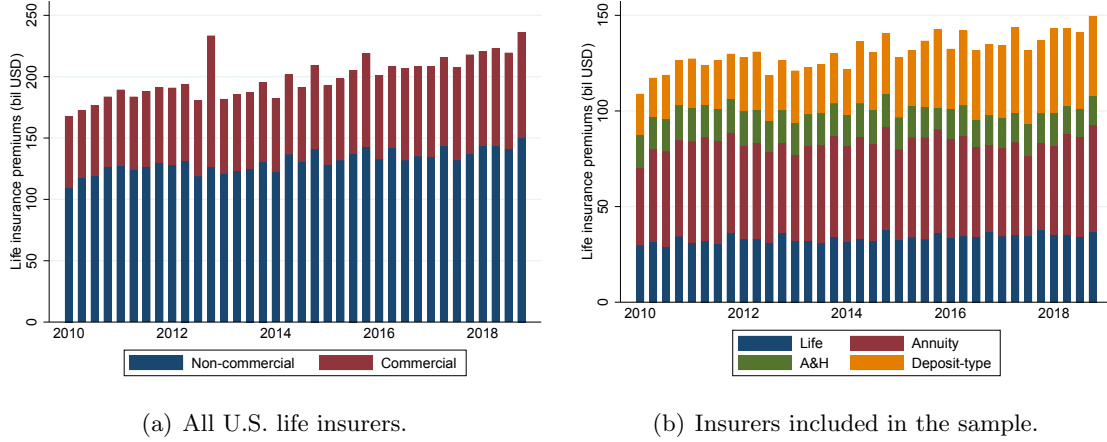 Life insurance premiums (bil USD)
250
200
150
100
50
0
2010 2012 2014 2016 2018
Non-commercial Commercial
(a) All U.S. life insurers.
Life insurance premiums (bil USD)
150
100
50
0
2010 2012 2014 2016 2018
Life Annuity
A&H Deposit-type
(b) Insurers included in the sample.